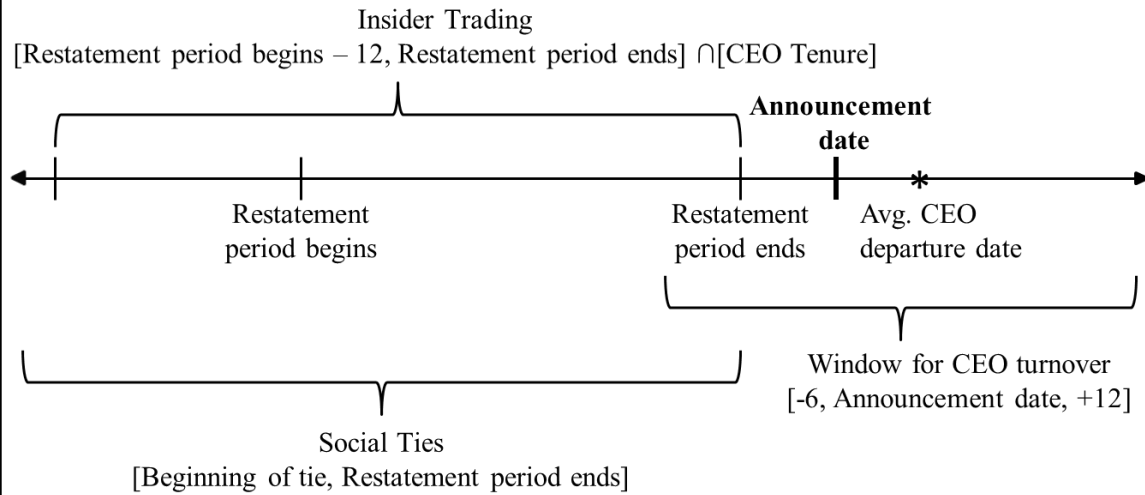 Insider Trading
[Restatement period begins – 12, Restatement period ends] ∩[CEO Tenure]
Announcement
date
*
Restatement
period begins
Restatement
period ends
Avg. CEO
departure date
Window for CEO turnover
[-6, Announcement date, +12]
Social Ties
[Beginning of tie, Restatement period ends]